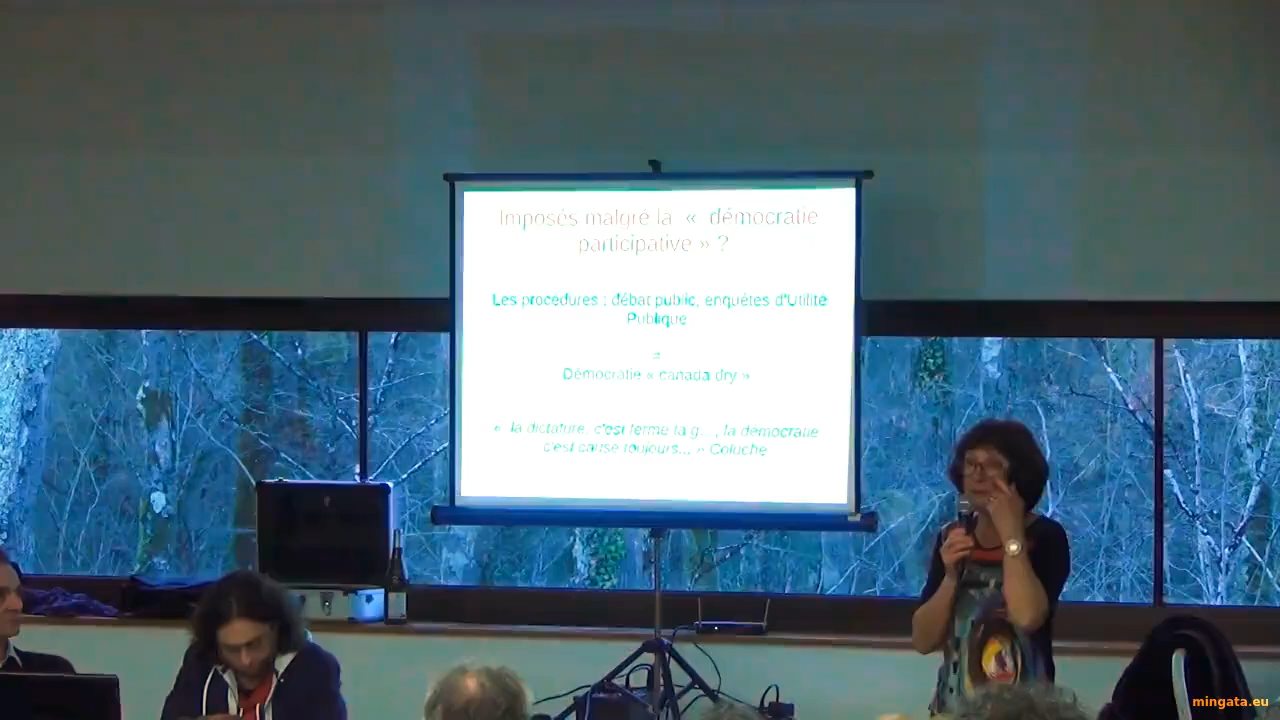 Imposés malgré la « démocratie
participative » ?
Les procédures : débat public, enquêtes d'Utilité
Publique
=
Démocratie « canada dry »
« la dictature, c'est ferme ta g..., la démocratie
c'est cause toujours... » Coluche
mingata.eu